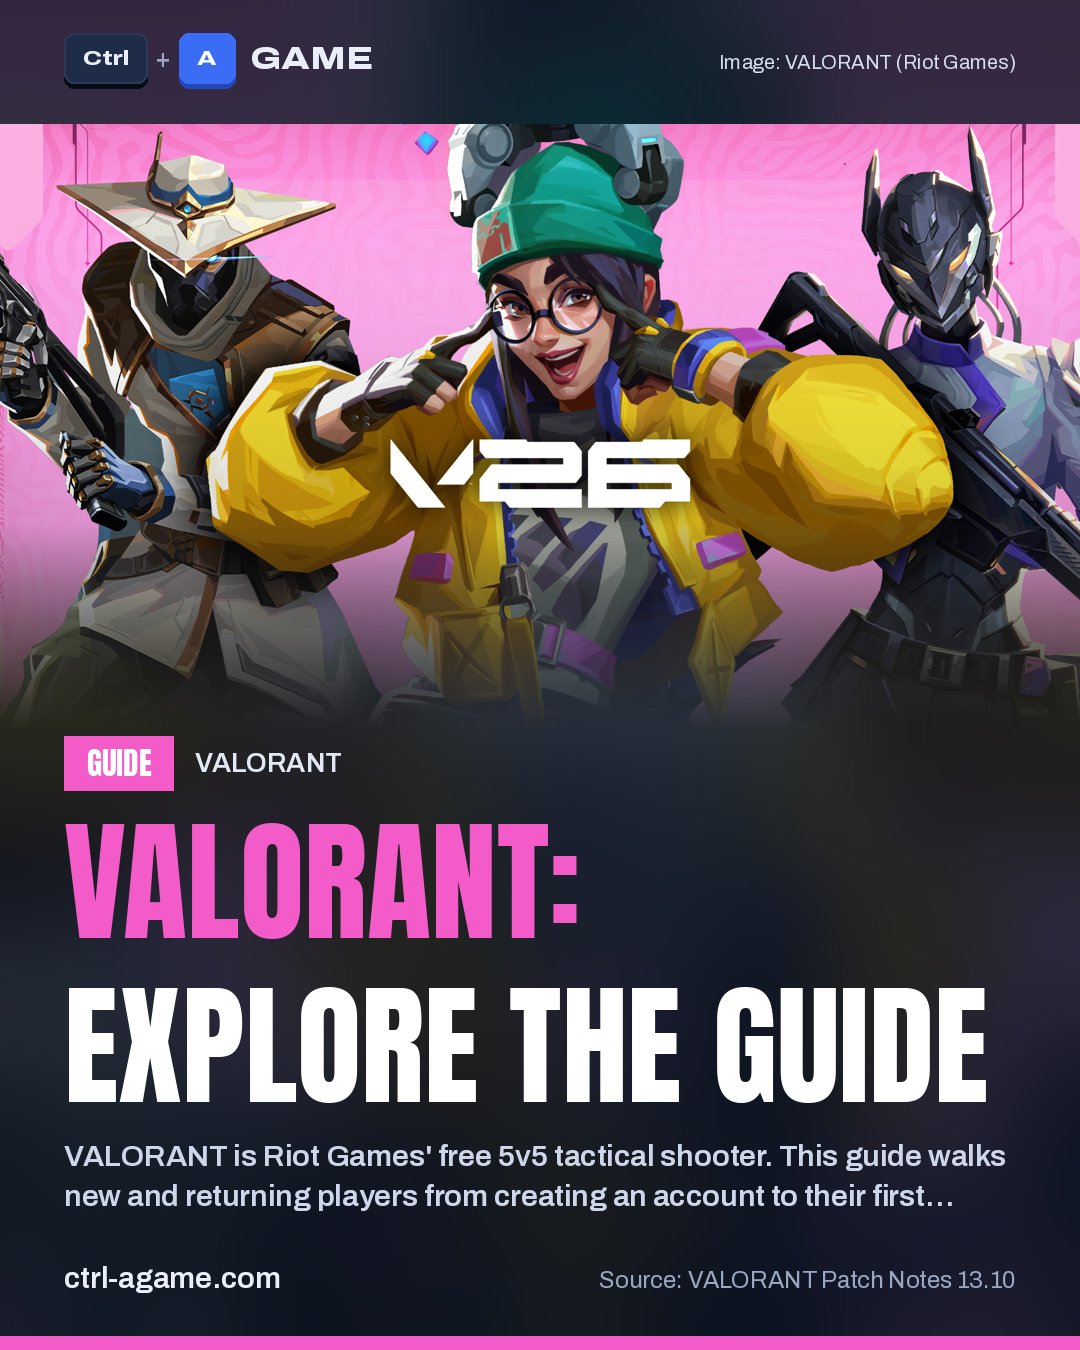 Ctrl + A GAME
Image: VALORANT (Riot Games)
V26
GUIDE VALORANT
VALORANT:
EXPLORE THE GUIDE
VALORANT is Riot Games' free 5v5 tactical shooter. This guide walks
new and returning players from creating an account to their first...
ctrl-agame.com
Source: VALORANT Patch Notes 13.10